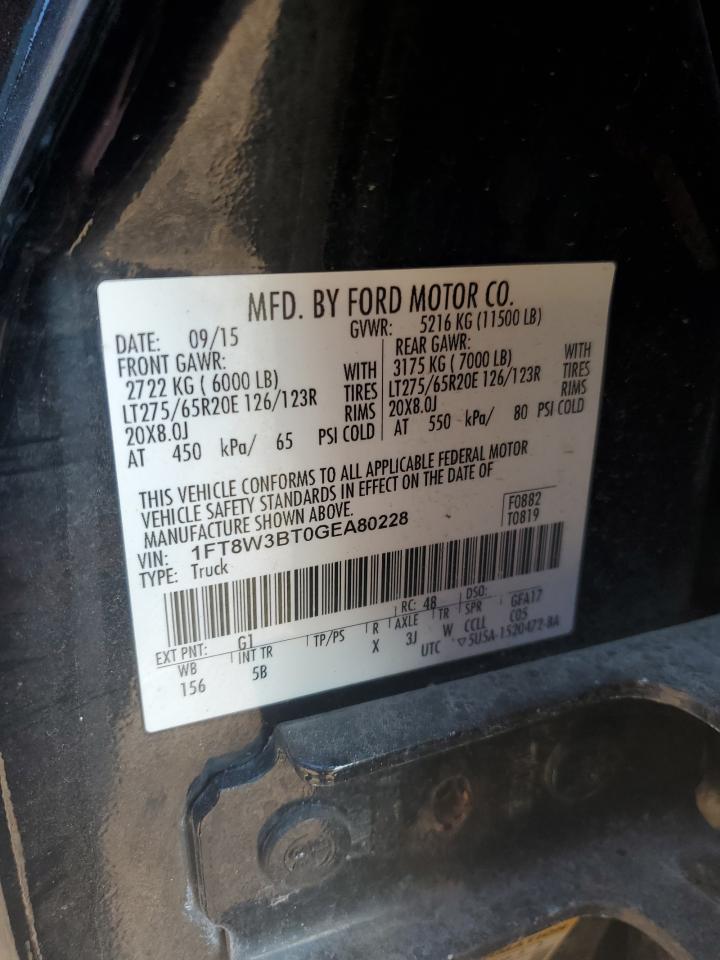 MFD. BY FORD MOTOR CO.
DATE: 09/15 GVWR: 5216 KG (11500 LB)
FRONT GAWR:
2722 KG ( 6000 LB) WITH
LT275/65R20E 126/123R TIRES
20X8.0J RIMS
AT 450 kPa/ 65 PSI COLD
REAR GAWR:
3175 KG ( 7000 LB) WITH
LT275/65R20E 126/123R TIRES
20X8.0J RIMS
AT 550 kPa/ 80 PSI COLD
THIS VEHICLE CONFORMS TO ALL APPLICABLE FEDERAL MOTOR
VEHICLE SAFETY STANDARDS IN EFFECT ON THE DATE OF
MANUFACTURE SHOWN ABOVE.
VIN: 1FT8W3BT0GEA80228
TYPE: Truck
F0882
T0819
EXT PNT: G1 RC: 48 DSO:
WB INT TR TP/PS R AXLE TR SPR GFA17
156 5B X 3J W CCLL COS
UTC ▽5U5A-1520472-BA